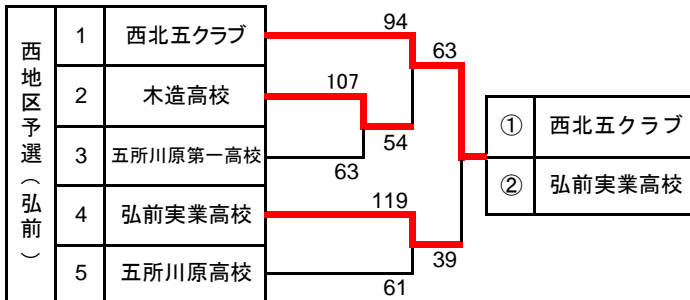 西地区予選（弘前）
1 西北五クラブ
2 木造高校
3 五所川原第一高校
4 弘前実業高校
5 五所川原高校
94
107
63
54
63
119
61
39
① 西北五クラブ
② 弘前実業高校